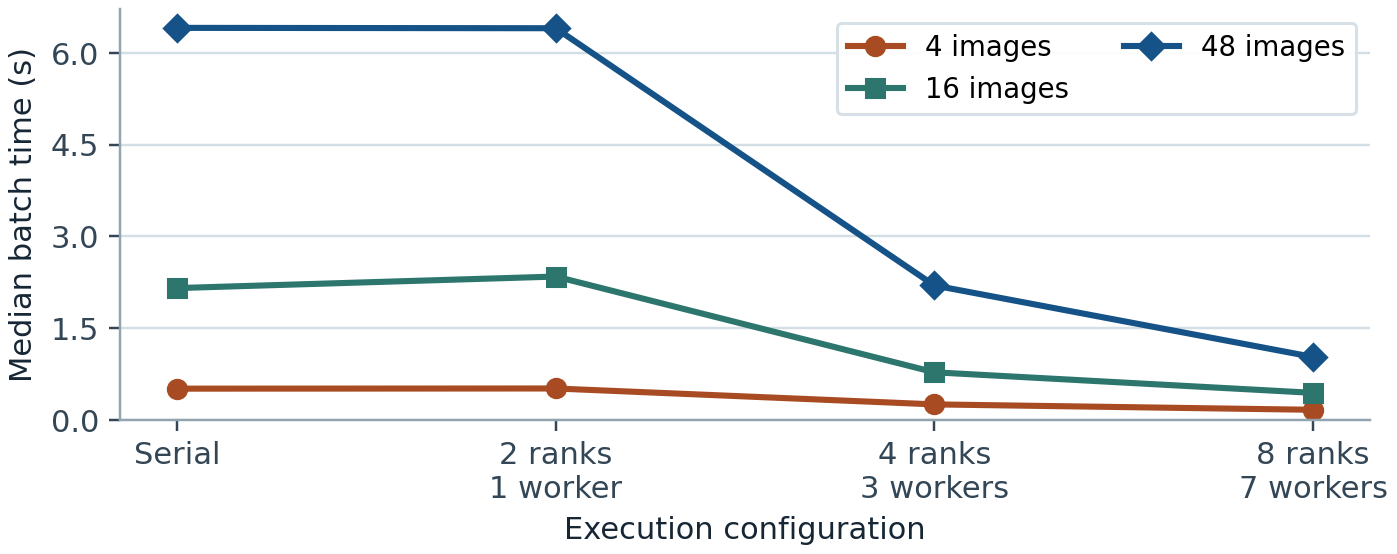 Median batch time (s)
6.0
4.5
3.0
1.5
0.0
4 images
16 images
48 images
Serial
2 ranks
1 worker
4 ranks
3 workers
8 ranks
7 workers
Execution configuration